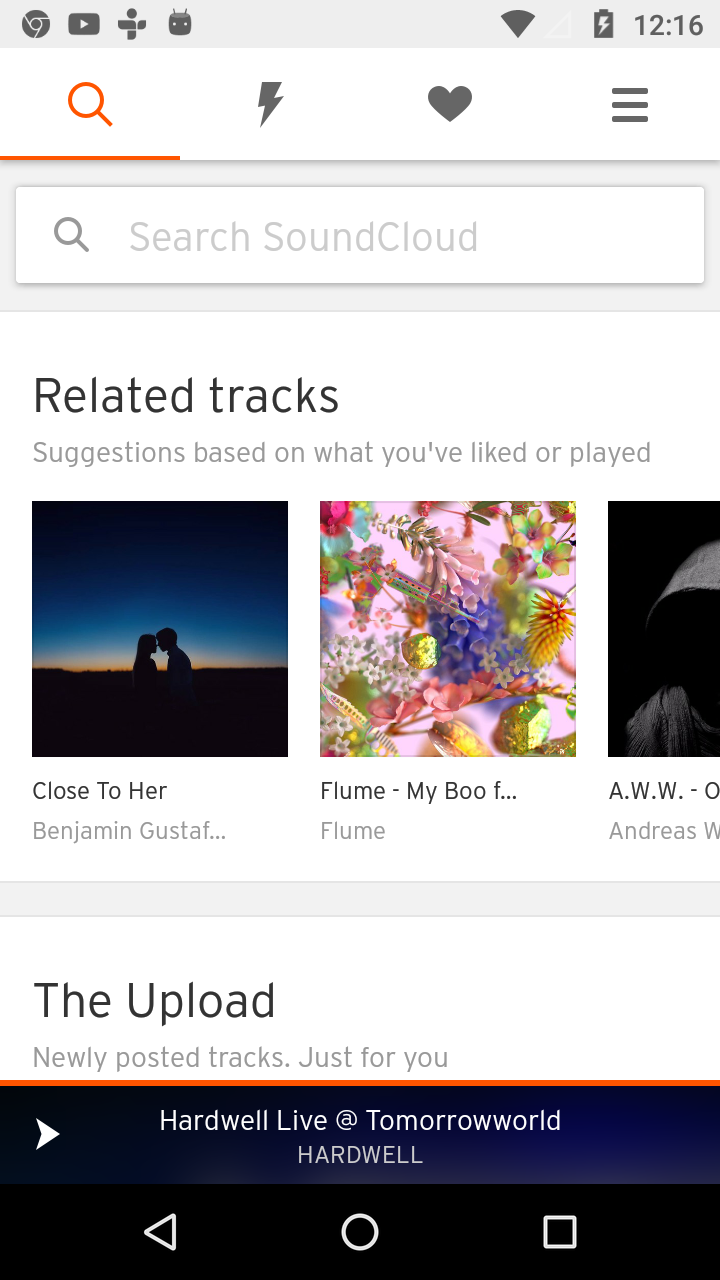 12:16
Search SoundCloud
Related tracks
Suggestions based on what you've liked or played
Close To Her
Flume - My Boo f...
A.W.W. - O
Benjamin Gustaf...
Flume
Andreas W
The Upload
Newly posted tracks. Just for you
Hardwell Live @ Tomorrowworld
HARDWELL